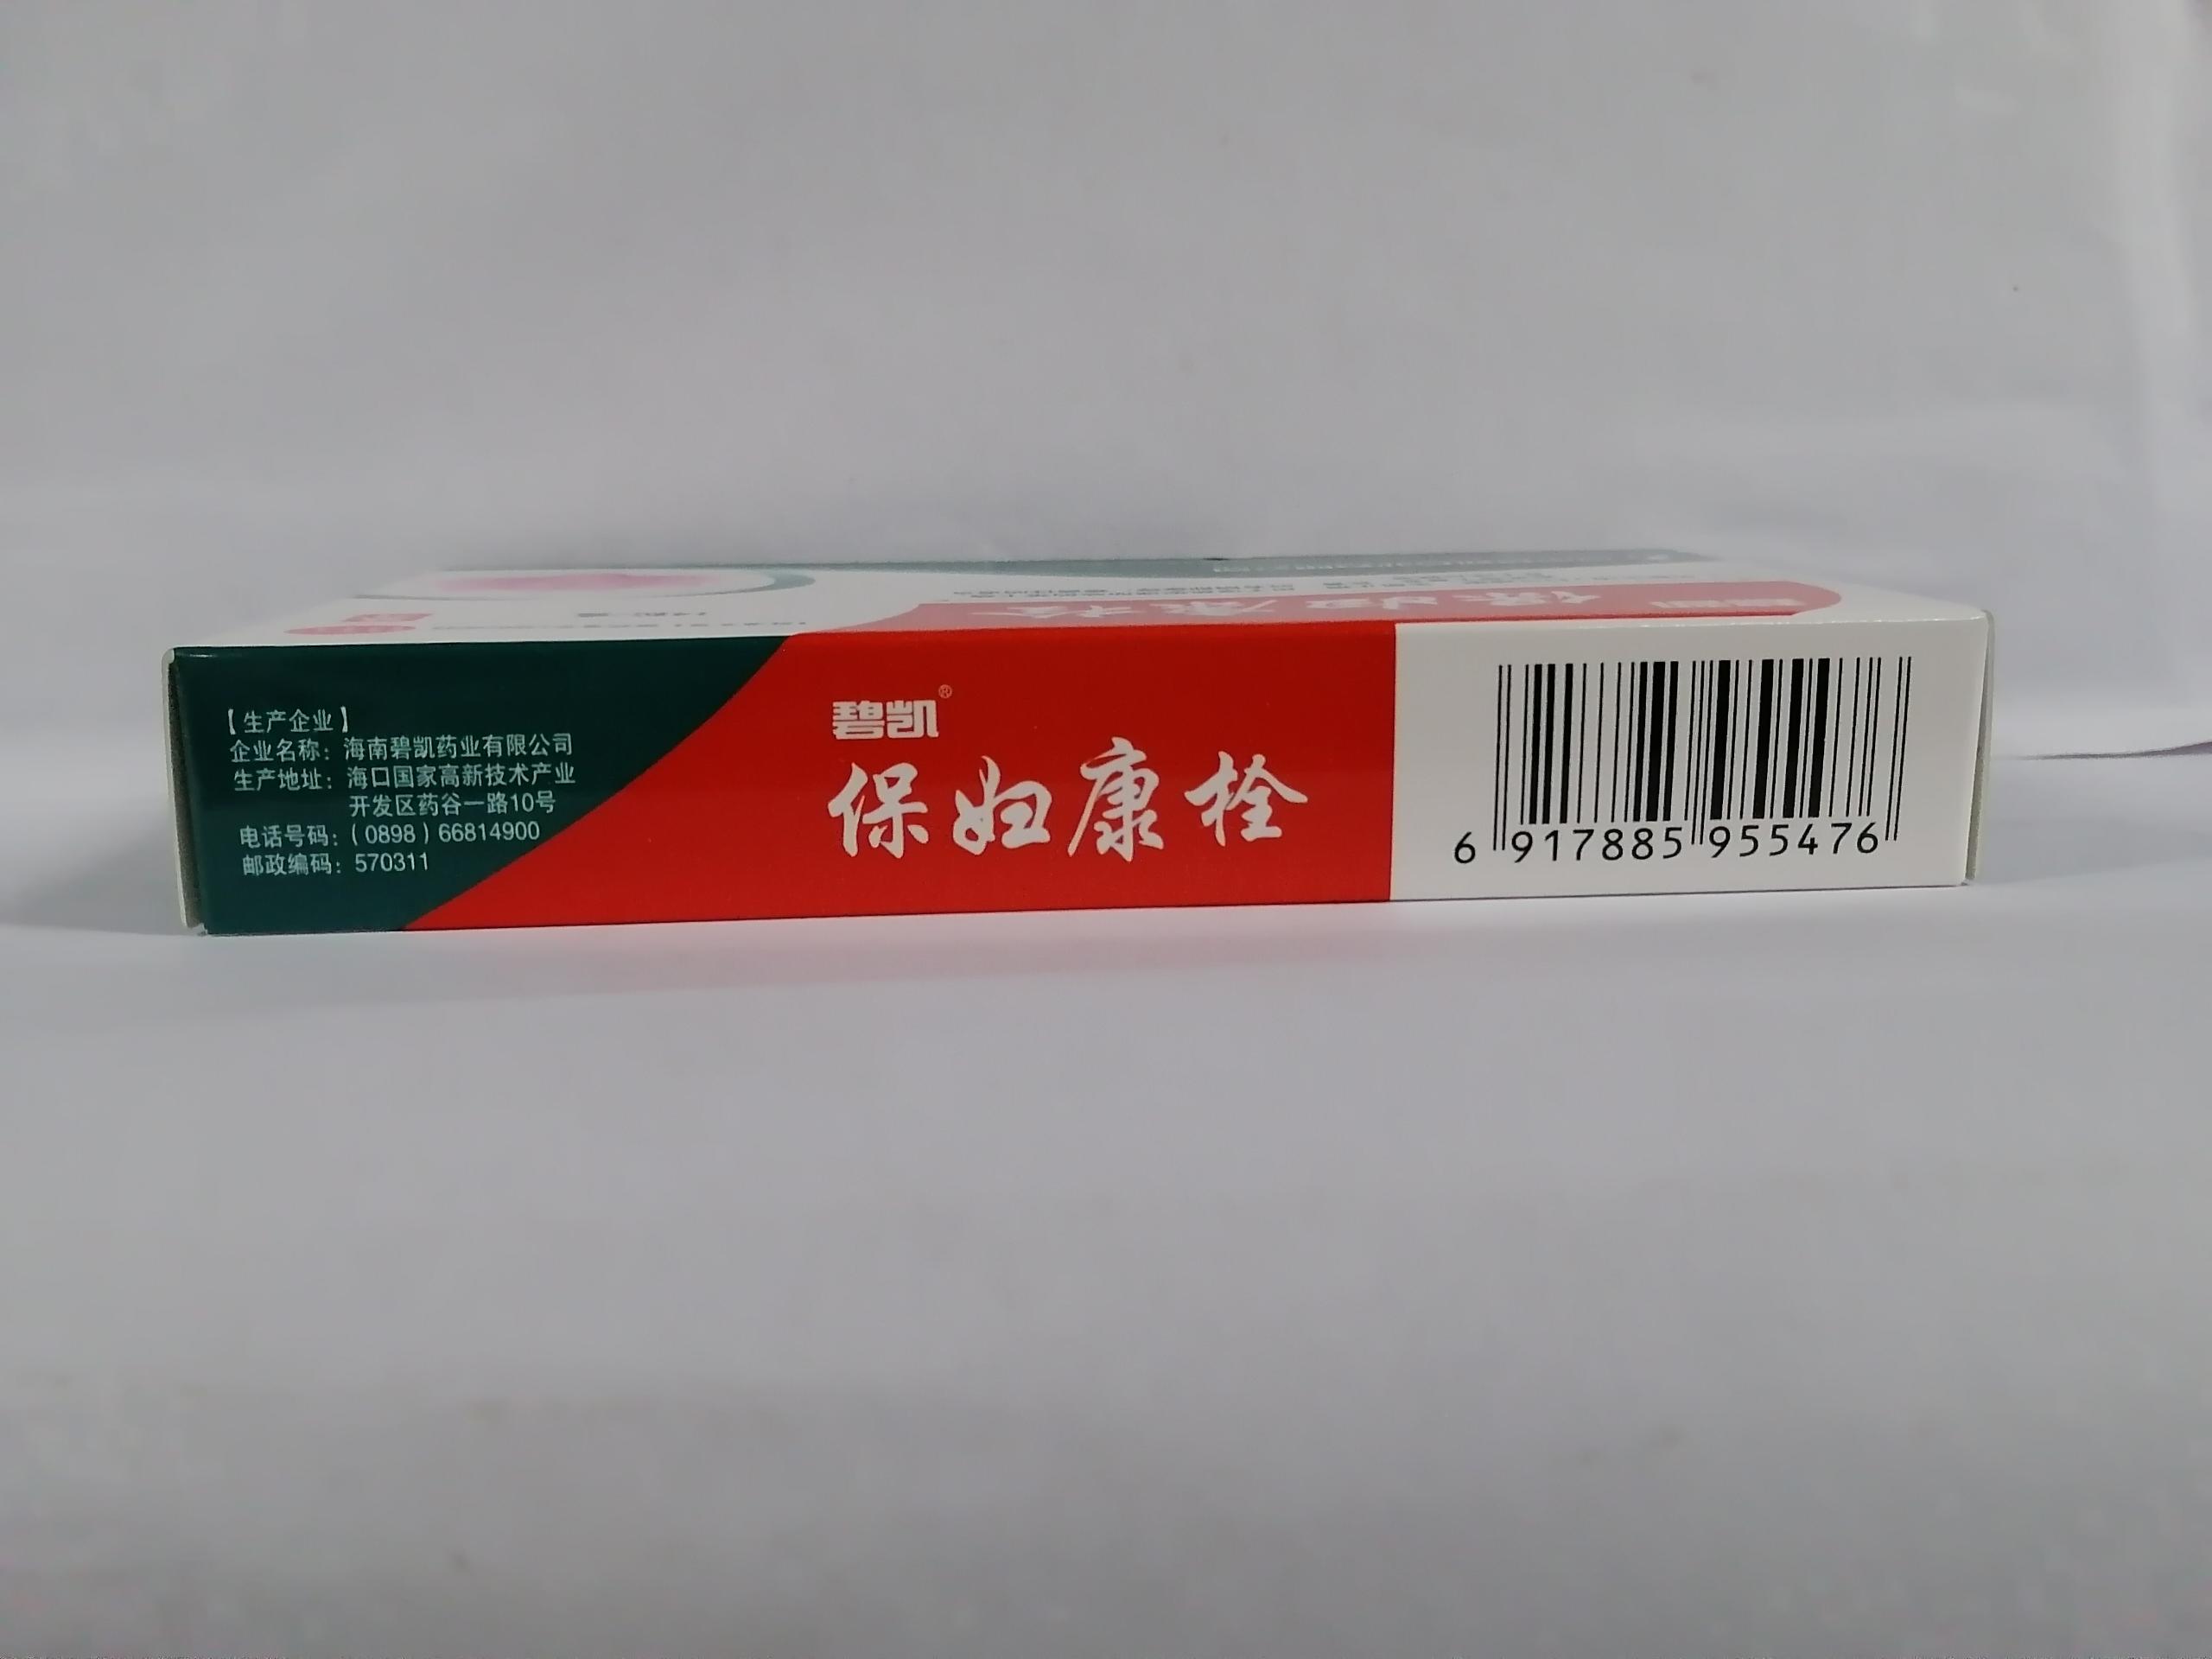 【生产企业】
企业名称：海南碧凯药业有限公司
生产地址：海口国家高新技术产业
开发区药谷一路10号
电话号码：（0898）66814900
邮政编码：570311
碧凯®
保妇康栓
6 917885 955476